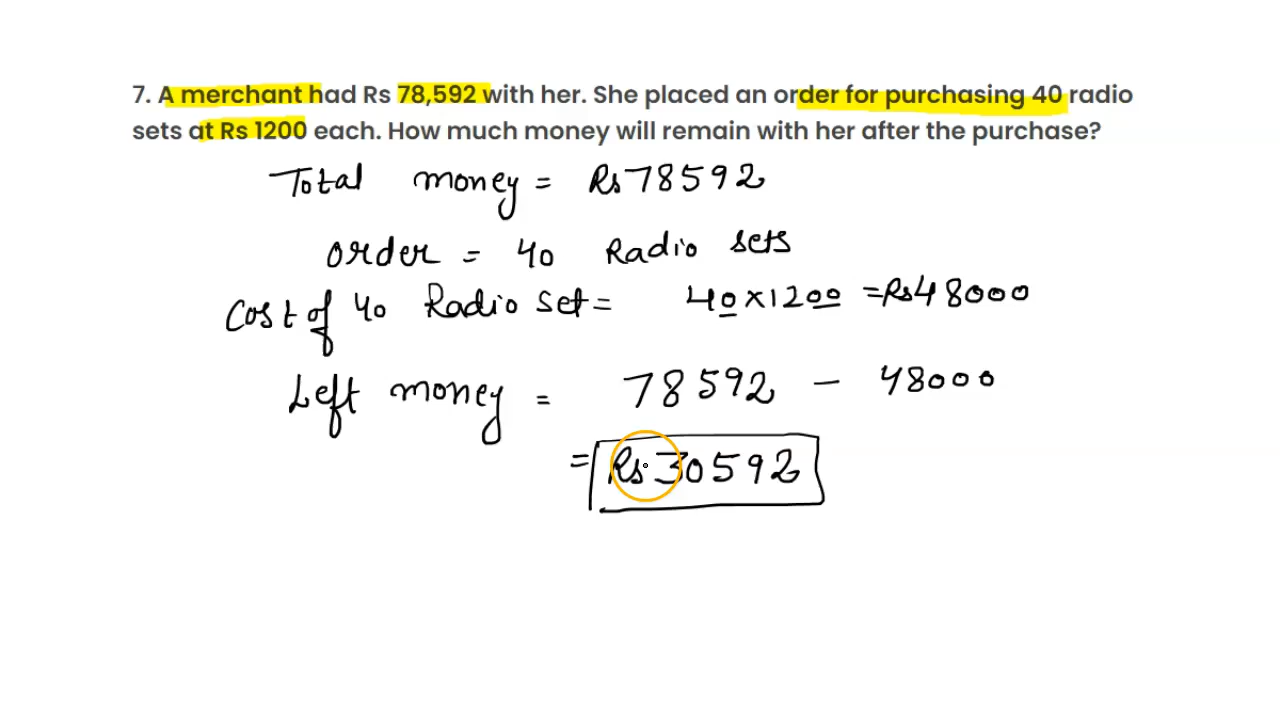 7. A merchant had Rs 78,592 with her. She placed an order for purchasing 40 radio
sets at Rs 1200 each. How much money will remain with her after the purchase?
Total money = Rs 78592
order = 40 Radio sets
Cost of 40 Radio set = 40 x 1200 = Rs 48000
Left money = 78592 - 48000
= Rs 30592